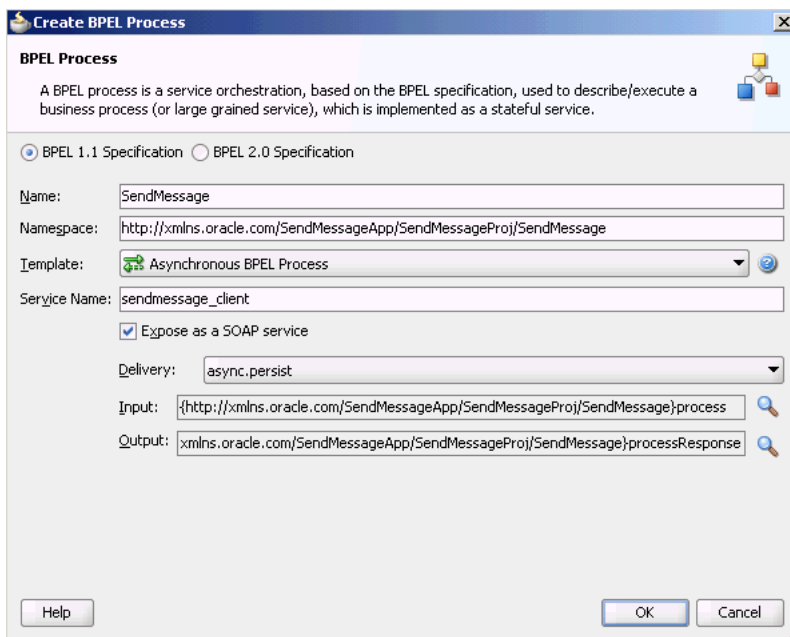 Create BPEL Process
BPEL Process
A BPEL process is a service orchestration, based on the BPEL specification, used to describe/execute a
business process (or large grained service), which is implemented as a stateful service.
BPEL 1.1 Specification BPEL 2.0 Specification
Name: SendMessage
Namespace: http://xmlns.oracle.com/SendMessageApp/SendMessageProj/SendMessage
Template: Asynchronous BPEL Process
Service Name: sendmessage_client
Expose as a SOAP service
Delivery: async.persist
Input: {http://xmlns.oracle.com/SendMessageApp/SendMessageProj/SendMessage}process
Output: xmlns.oracle.com/SendMessageApp/SendMessageProj/SendMessage}processResponse
Help OK Cancel